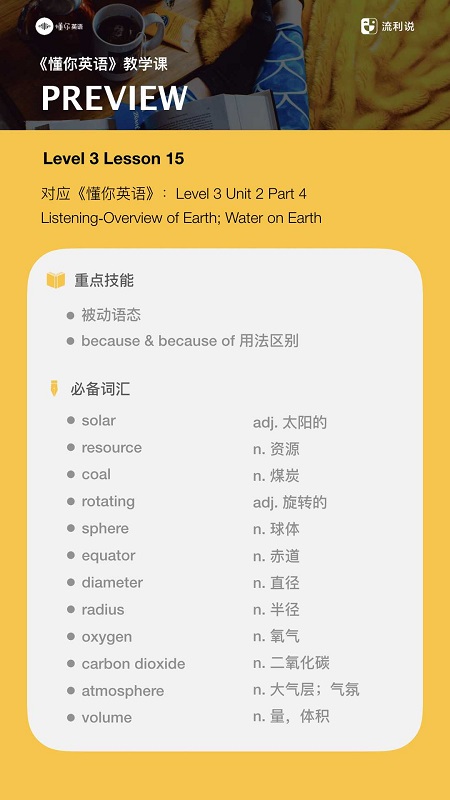 懂你英语
流利说
《懂你英语》教学课
PREVIEW
Level 3 Lesson 15
对应《懂你英语》：Level 3 Unit 2 Part 4
Listening-Overview of Earth; Water on Earth
重点技能
被动语态
because & because of 用法区别
必备词汇
solar adj. 太阳的
resource n. 资源
coal n. 煤炭
rotating adj. 旋转的
sphere n. 球体
equator n. 赤道
diameter n. 直径
radius n. 半径
oxygen n. 氧气
carbon dioxide n. 二氧化碳
atmosphere n. 大气层；气氛
volume n. 量，体积